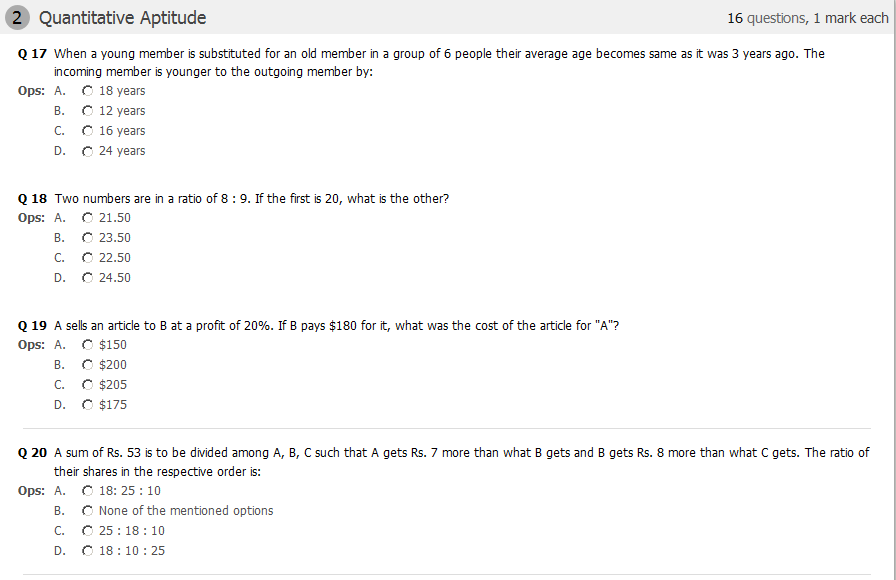 2 Quantitative Aptitude 16 questions, 1 mark each
Q 17 When a young member is substituted for an old member in a group of 6 people their average age becomes same as it was 3 years ago. The
incoming member is younger to the outgoing member by:
Ops: A. 18 years
B. 12 years
C. 16 years
D. 24 years
Q 18 Two numbers are in a ratio of 8 : 9. If the first is 20, what is the other?
Ops: A. 21.50
B. 23.50
C. 22.50
D. 24.50
Q 19 A sells an article to B at a profit of 20%. If B pays $180 for it, what was the cost of the article for "A"?
Ops: A. $150
B. $200
C. $205
D. $175
Q 20 A sum of Rs. 53 is to be divided among A, B, C such that A gets Rs. 7 more than what B gets and B gets Rs. 8 more than what C gets. The ratio of
their shares in the respective order is:
Ops: A. 18: 25 : 10
B. None of the mentioned options
C. 25 : 18 : 10
D. 18 : 10 : 25